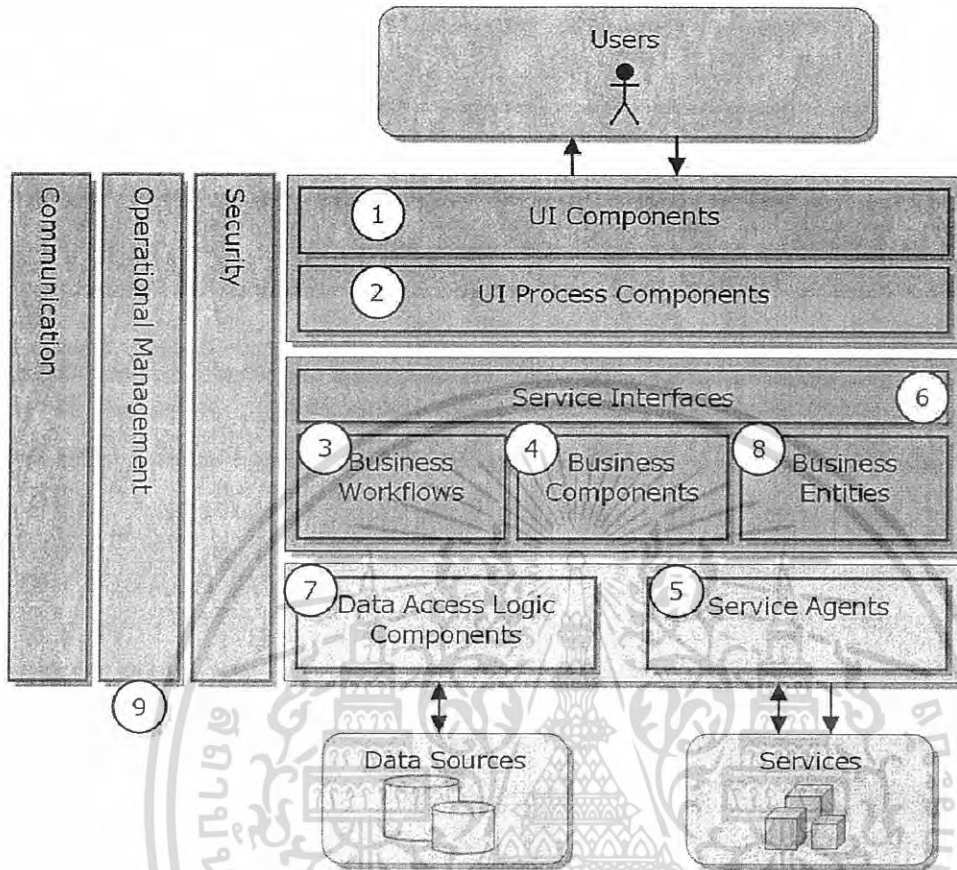 Users
Communication
Operational Management
Security
1
UI Components
2
UI Process Components
Service Interfaces
6
3
Business
Workflows
4
Business
Components
8
Business
Entities
7
Data Access Logic
Components
5
Service Agents
9
Data Sources
Services